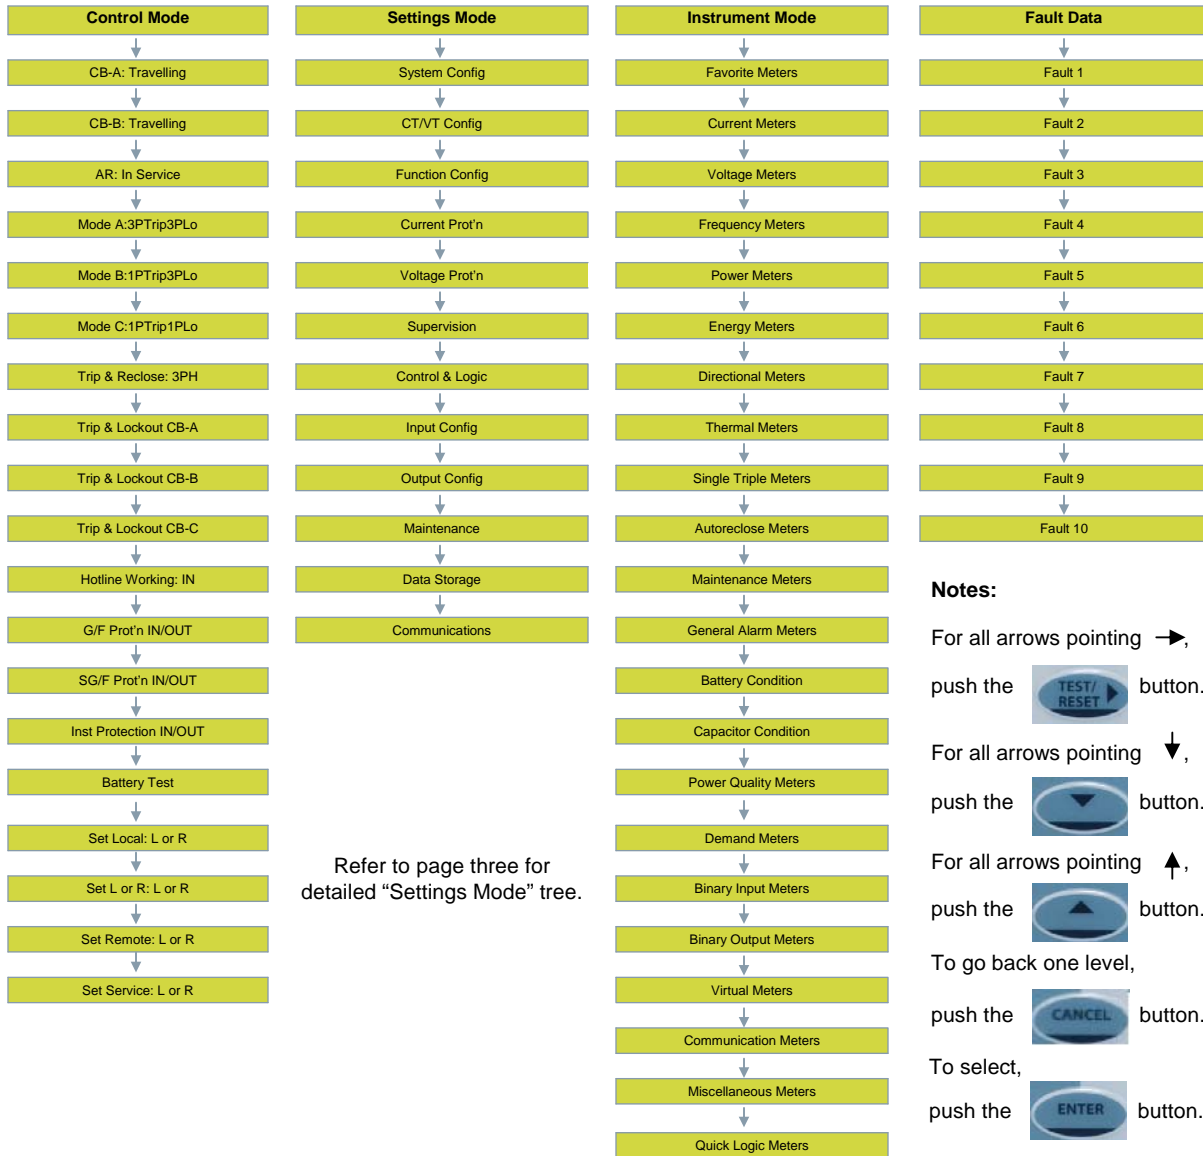 Control Mode
CB-A: Travelling
CB-B: Travelling
AR: In Service
Mode A:3PTrip3PLo
Mode B:1PTrip3PLo
Mode C:1PTrip1PLo
Trip & Reclose: 3PH
Trip & Lockout CB-A
Trip & Lockout CB-B
Trip & Lockout CB-C
Hotline Working: IN
G/F Prot'n IN/OUT
SG/F Prot'n IN/OUT
Inst Protection IN/OUT
Battery Test
Set Local: L or R
Set L or R: L or R
Set Remote: L or R
Set Service: L or R
Settings Mode
System Config
CT/VT Config
Function Config
Current Prot'n
Voltage Prot'n
Supervision
Control & Logic
Input Config
Output Config
Maintenance
Data Storage
Communications
Refer to page three for
detailed “Settings Mode” tree.
Instrument Mode
Favorite Meters
Current Meters
Voltage Meters
Frequency Meters
Power Meters
Energy Meters
Directional Meters
Thermal Meters
Single Triple Meters
Autoreclose Meters
Maintenance Meters
General Alarm Meters
Battery Condition
Capacitor Condition
Power Quality Meters
Demand Meters
Binary Input Meters
Binary Output Meters
Virtual Meters
Communication Meters
Miscellaneous Meters
Quick Logic Meters
Fault Data
Fault 1
Fault 2
Fault 3
Fault 4
Fault 5
Fault 6
Fault 7
Fault 8
Fault 9
Fault 10
Notes:
For all arrows pointing →,
push the TEST/ RESET button.
For all arrows pointing ↓,
push the ▼ button.
For all arrows pointing ↑,
push the ▲ button.
To go back one level,
push the CANCEL button.
To select,
push the ENTER button.